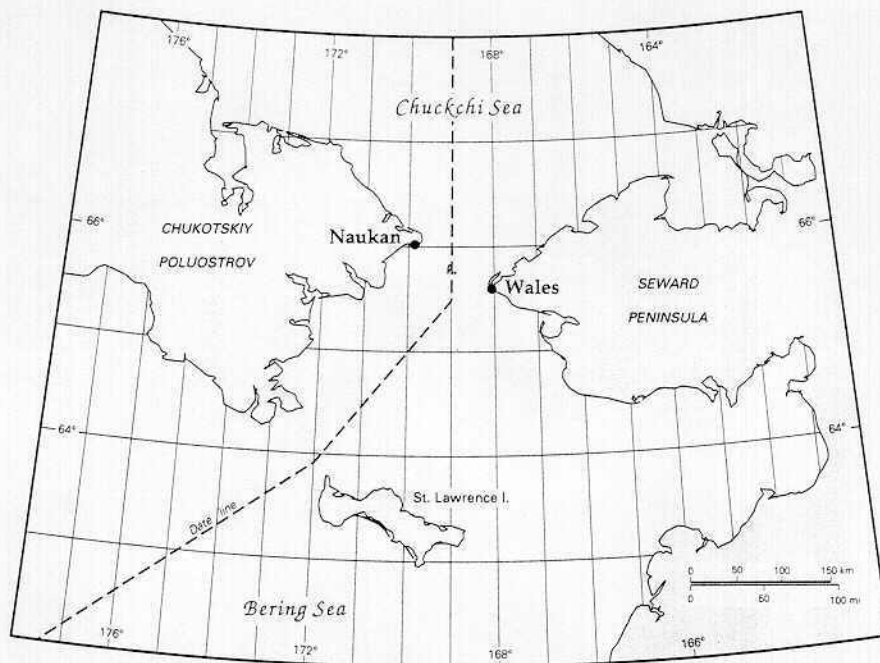 176°
172°
168°
164°
Chuckchi Sea
66°
CHUKOTSKIY
POLUOSTROV
Naukan
Wales
SEWARD
PENINSULA
66°
64°
64°
St. Lawrence I.
Date line
Bering Sea
0 50 100 150 km
0 50 100 mi
176°
172°
168°
166°